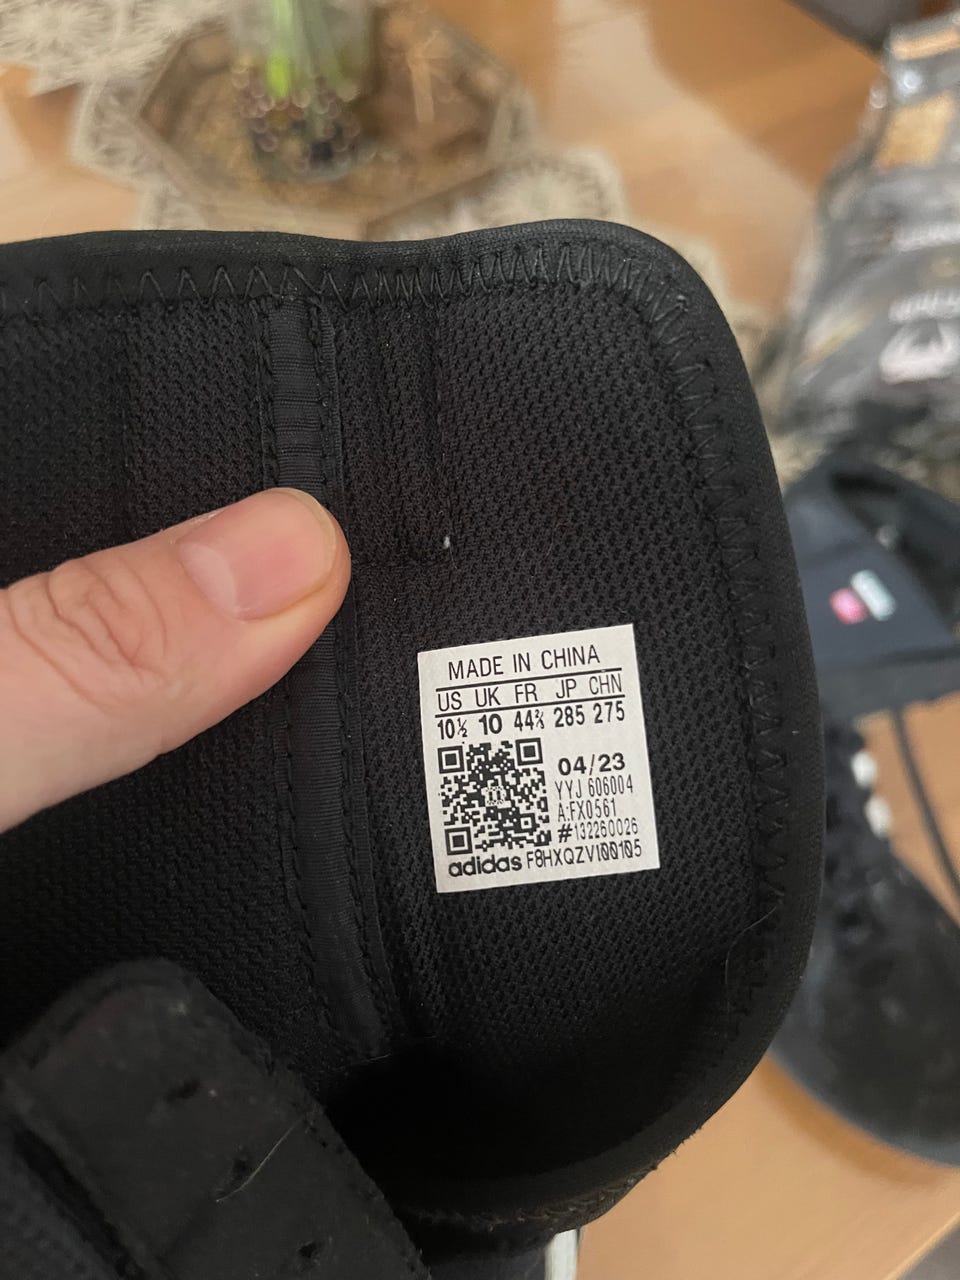 MADE IN CHINA
US UK FR JP CHN
10½ 10 44⅔ 285 275
04/23
YYJ 606004
A:FX0561
#132260026
adidas F8HXQZVI00105